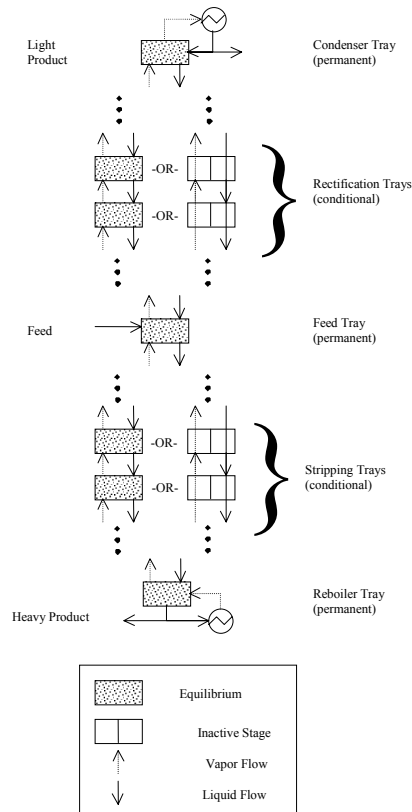 Light
Product
Condenser Tray
(permanent)
-OR-
-OR-
Rectification Trays
(conditional)
Feed
Feed Tray
(permanent)
-OR-
-OR-
Stripping Trays
(conditional)
Heavy Product
Reboiler Tray
(permanent)
Equilibrium
Inactive Stage
Vapor Flow
Liquid Flow